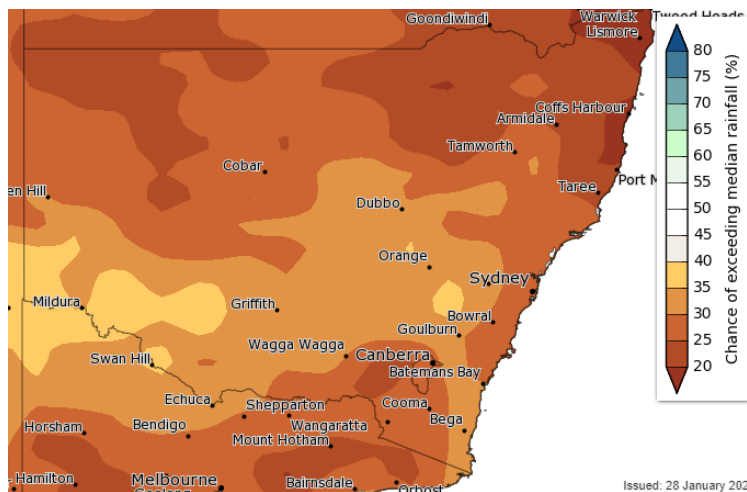 Goondiwindi
Warwick
Tweed Heads
Lismore
Coffs Harbour
Armidale
Tamworth
Cobar
Taree
Port M
en Hill
Dubbo
Orange
Sydney
Mildura
Griffith
Bowral
Goulburn
Wagga Wagga
Canberra
Swan Hill
Batemans Bay
Echuca
Shepparton
Cooma
Horsham
Bendigo
Wangaratta
Bega
Mount Hotham
Hamilton
Melbourne
Geelong
Bairnsdale
Orbost
80
75
70
65
60
55
50
45
40
35
30
25
20
Chance of exceeding median rainfall (%)
Issued: 28 January 202